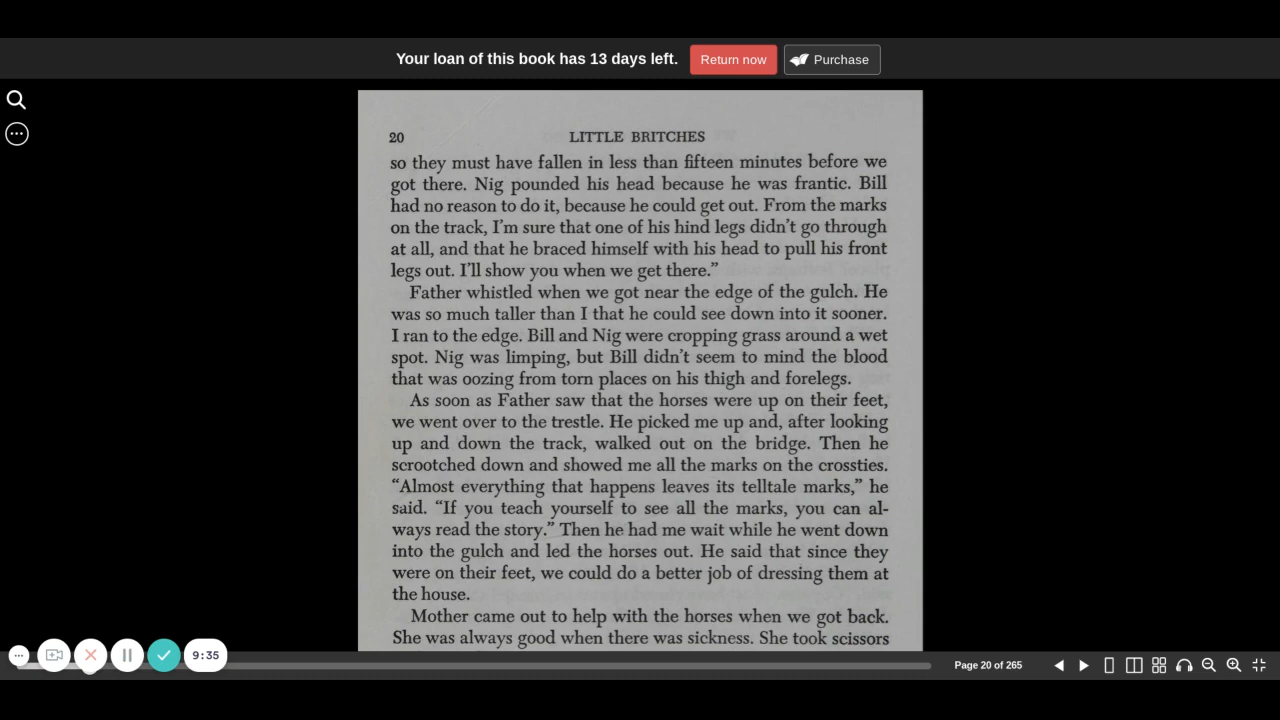 Your loan of this book has 13 days left.
Return now
Purchase
20
LITTLE BRITCHES
so they must have fallen in less than fifteen minutes before we
got there. Nig pounded his head because he was frantic. Bill
had no reason to do it, because he could get out. From the marks
on the track, I’m sure that one of his hind legs didn’t go through
at all, and that he braced himself with his head to pull his front
legs out. I’ll show you when we get there.”
Father whistled when we got near the edge of the gulch. He
was so much taller than I that he could see down into it sooner.
I ran to the edge. Bill and Nig were cropping grass around a wet
spot. Nig was limping, but Bill didn’t seem to mind the blood
that was oozing from torn places on his thigh and forelegs.
As soon as Father saw that the horses were up on their feet,
we went over to the trestle. He picked me up and, after looking
up and down the track, walked out on the bridge. Then he
scrootched down and showed me all the marks on the crossties.
“Almost everything that happens leaves its telltale marks,” he
said. “If you teach yourself to see all the marks, you can al-
ways read the story.” Then he had me wait while he went down
into the gulch and led the horses out. He said that since they
were on their feet, we could do a better job of dressing them at
the house.
Mother came out to help with the horses when we got back.
She was always good when there was sickness. She took scissors
9:35
Page 20 of 265